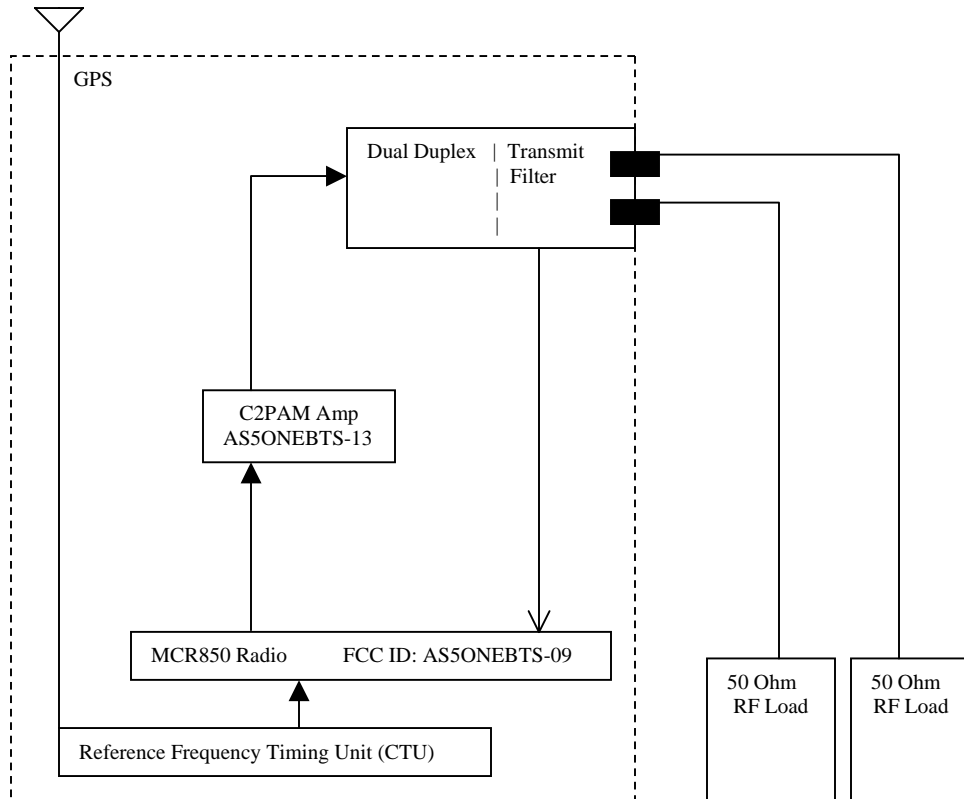 GPS
Dual Duplex | Transmit
| Filter
|
|
C2PAM Amp
AS5ONEBTS-13
MCR850 Radio FCC ID: AS5ONEBTS-09
50 Ohm
RF Load
50 Ohm
RF Load
Reference Frequency Timing Unit (CTU)